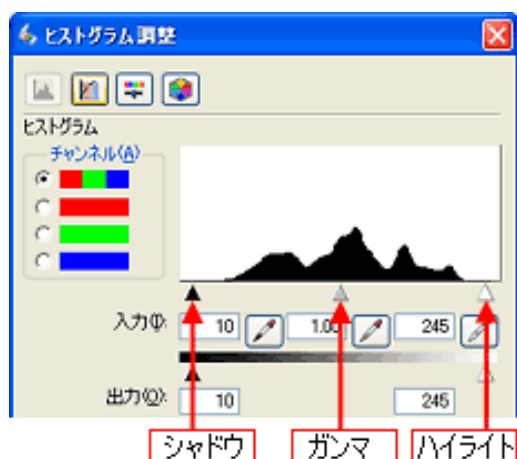 ヒストグラム調整
ヒストグラム
チャンネル(A)
入力(I): 10 1.00 245
出力(O): 10 245
シャドウ ガンマ ハイライト